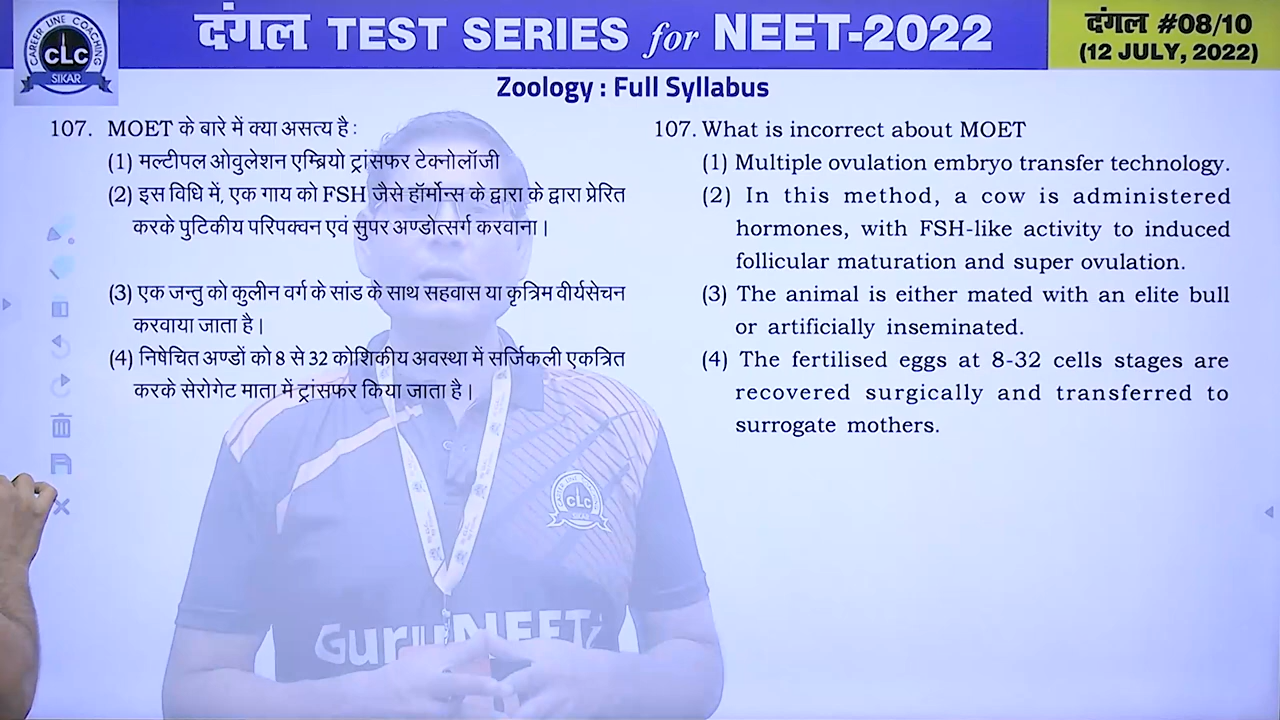 CAREER LINE COACHING
CLC
SIKAR
दंगल TEST SERIES for NEET-2022
दंगल #08/10
(12 JULY, 2022)
Zoology : Full Syllabus
107. MOET के बारे में क्या असत्य है :
(1) मल्टीपल ओवुलेशन एम्ब्रियो ट्रांसफर टेक्नोलॉजी
(2) इस विधि में, एक गाय को FSH जैसे हॉर्मोन्स के द्वारा के द्वारा प्रेरित
करके पुटिकीय परिपक्वन एवं सुपर अण्डोत्सर्ग करवाना।
(3) एक जन्तु को कुलीन वर्ग के सांड के साथ सहवास या कृत्रिम वीर्यसेचन
करवाया जाता है।
(4) निषेचित अण्डों को 8 से 32 कोशिकीय अवस्था में सर्जिकली एकत्रित
करके सेरोगेट माता में ट्रांसफर किया जाता है।
107. What is incorrect about MOET
(1) Multiple ovulation embryo transfer technology.
(2) In this method, a cow is administered
hormones, with FSH-like activity to induced
follicular maturation and super ovulation.
(3) The animal is either mated with an elite bull
or artificially inseminated.
(4) The fertilised eggs at 8-32 cells stages are
recovered surgically and transferred to
surrogate mothers.
CAREER LINE COACHING
CLC
SIKAR
Guru NEET